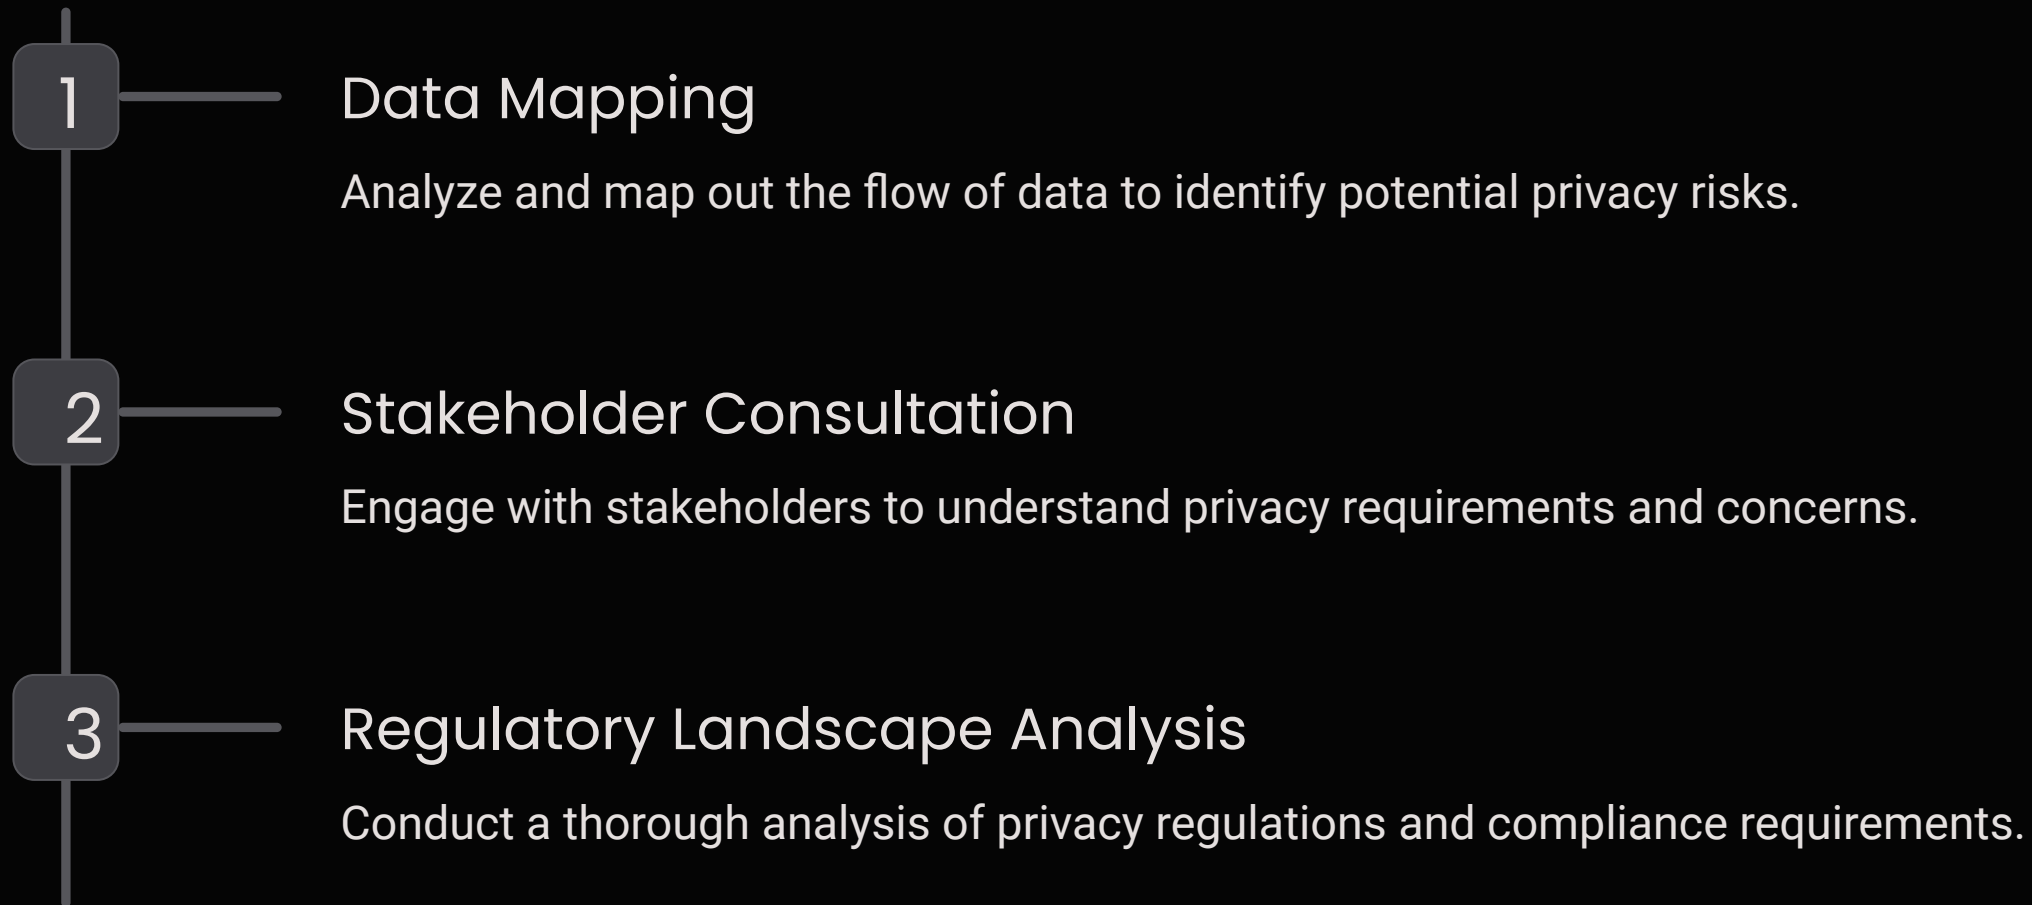 1
Data Mapping
Analyze and map out the flow of data to identify potential privacy risks.
2
Stakeholder Consultation
Engage with stakeholders to understand privacy requirements and concerns.
3
Regulatory Landscape Analysis
Conduct a thorough analysis of privacy regulations and compliance requirements.